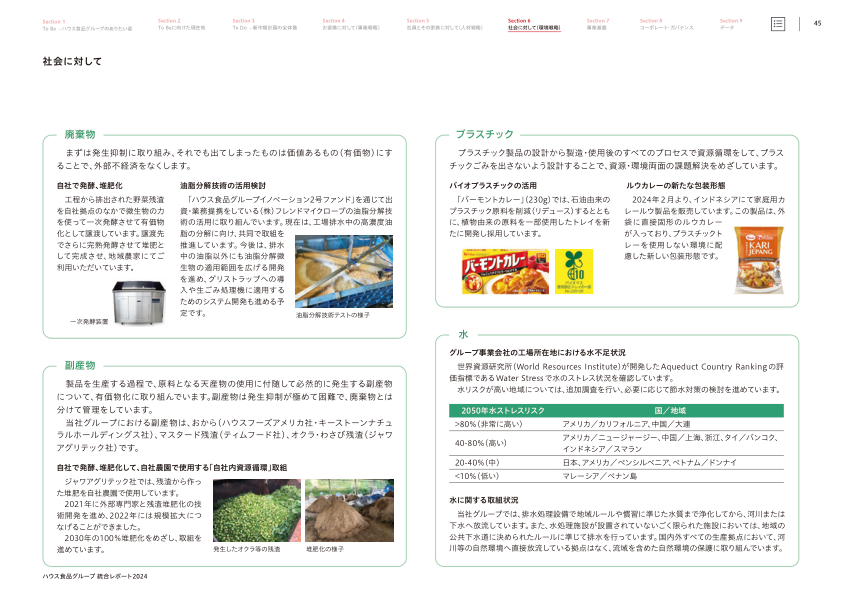 Section 1
To Be −ハウス食品グループのありたい姿
Section 2
To Beに向けた現在地
Section 3
Section 4
Section 5
社員とその家族に対して(人材戦略)
Section 6
社会に対して(環境戦略)
Section 7
事業基盤
Section 8
コーポレート・ガバナンス
Section 9
データ
45
社会に対して
廃棄物
まずは発生抑制に取り組み、それでも出てしまったものは価値あるもの(有価物)にす
ることで、外部不経済をなくします。
自社で発酵、堆肥化
工程から排出された野菜残渣
を自社拠点のなかで微生物の力
を使って一次発酵させて有価物
化として譲渡しています。譲渡先
でさらに完熟発酵させて堆肥と
して完成させ、地域農家にてご
利用いただいています。
一次発酵装置
油脂分解技術の活用検討
「ハウス食品グループイノベーション2号ファンド」を通じて出
資・業務提携をしている(株)フレンドマイクローブの油脂分解技
術の活用に取り組んでいます。現在は、工場排水中の高濃度油
脂の分解に向け、共同で取組を
推進しています。今後は、排水
中の油脂以外にも油脂分解微
生物の適用範囲を広げる開発
を進め、グリストラップへの導
入や生ごみ処理機に適用する
ためのシステム開発も進める予
定です。
油脂分解技術テストの様子
副産物
製品を生産する過程で、原料となる天産物の使用に付随して必然的に発生する副産物
について、有価物化に取り組んでいます。副産物は発生抑制が極めて困難で、廃棄物とは
分けて管理をしています。
当社グループにおける副産物は、おから(ハウスフーズアメリカ社・キーストーンナチュ
ラルホールディングス社)、マスタード残渣(ティムフード社)、オクラ・わさび残渣(ジャワ
アグリテック社)です。
自社で発酵、堆肥化して、自社農園で使用する「自社内資源循環」取組
ジャワアグリテック社では、残渣から作っ
た堆肥を自社農園で使用しています。
2021年に外部専門家と残渣堆肥化の技
術開発を進め、2022年には規模拡大につ
なげることができました。
2030年の100%堆肥化をめざし、取組を
進めています。
発生したオクラ等の残渣
堆肥化の様子
プラスチック
プラスチック製品の設計から製造・使用後のすべてのプロセスで資源循環をして、プラス
チックごみを出さないよう設計することで、資源・環境両面の課題解決をめざしています。
バイオプラスチックの活用
「バーモントカレー」(230g)では、石油由来の
プラスチック原料を削減(リデュース)するととも
に、植物由来の原料を一部使用したトレイを新
たに開発し採用しています。
バーモントカレー
10
ルウカレーの新たな包装形態
2024年2月より、インドネシアにて家庭用カ
レールウ製品を販売しています。この製品は、外
袋に直接固形のルウカレー
が入っており、プラスチックト
レーを使用しない環境に配
慮した新しい包装形態です。
KARI
JEPANG
水
グループ事業会社の工場所在地における水不足状況
世界資源研究所(World Resources Institute)が開発したAqueduct Country Rankingの評
価指標であるWater Stressで水のストレス状況を確認しています。
水リスクが高い地域については、追加調査を行い、必要に応じて節水対策の検討を進めています。
2050年水ストレスリスク 国/地域
>80%(非常に高い) アメリカ/カリフォルニア、中国/大連
40-80%(高い) アメリカ/ニュージャージー、中国/上海、浙江、タイ/バンコク、
インドネシア/スマラン
20-40%(中) 日本、アメリカ/ペンシルベニア、ベトナム/ドンナイ
<10%(低い) マレーシア/ペナン島
水に関する取組状況
当社グループでは、排水処理設備で地域ルールや慣習に準じた水質まで浄化してから、河川または
下水へ放流しています。また、水処理施設が設置されていないごく限られた施設においては、地域の
公共下水道に決められたルールに準じて排水を行っています。国内外すべての生産拠点において、河
川等の自然環境へ直接放流している拠点はなく、流域を含めた自然環境の保護に取り組んでいます。
ハウス食品グループ 統合レポート2024